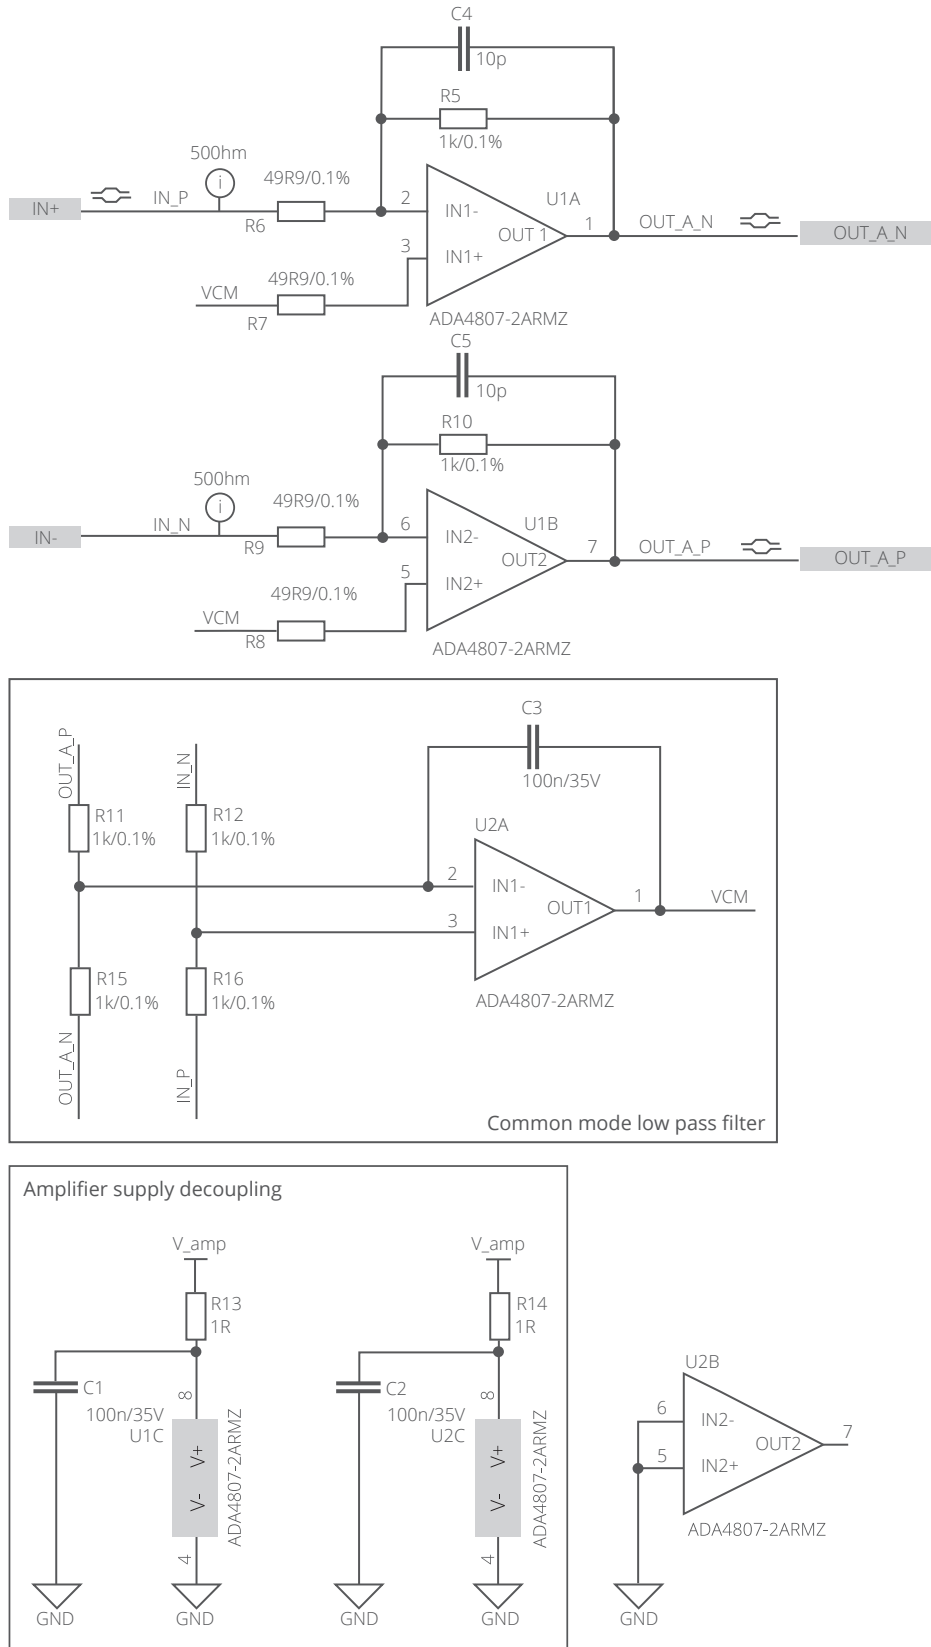 C4
10p
R5
1k/0.1%
500hm
i
49R9/0.1%
U1A
IN+
IN_P
R6
2
IN1-
OUT 1
1
OUT_A_N
OUT_A_N
3
IN1+
49R9/0.1%
VCM
R7
ADA4807-2ARMZ
C5
10p
R10
1k/0.1%
500hm
i
49R9/0.1%
U1B
IN-
IN_N
R9
6
IN2-
OUT2
7
OUT_A_P
OUT_A_P
5
IN2+
49R9/0.1%
VCM
R8
ADA4807-2ARMZ
C3
100n/35V
OUT_A_P
IN_N
R11
1k/0.1%
R12
1k/0.1%
U2A
2
IN1-
OUT1
1
VCM
3
IN1+
R15
1k/0.1%
R16
1k/0.1%
ADA4807-2ARMZ
OUT_A_N
IN_P
Common mode low pass filter
Amplifier supply decoupling
V_amp
R13
1R
C1
100n/35V
U1C
8
V+
V-
ADA4807-2ARMZ
4
GND
GND
V_amp
R14
1R
C2
100n/35V
U2C
8
V+
V-
ADA4807-2ARMZ
4
GND
GND
U2B
6
IN2-
OUT2
7
5
IN2+
ADA4807-2ARMZ
GND